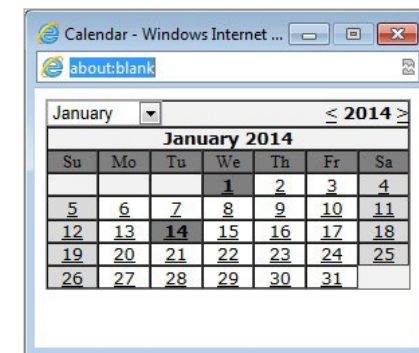 Calendar - Windows Internet ...
about:blank
January < 2014 >
January 2014
Su Mo Tu We Th Fr Sa
1 2 3 4
5 6 7 8 9 10 11
12 13 14 15 16 17 18
19 20 21 22 23 24 25
26 27 28 29 30 31